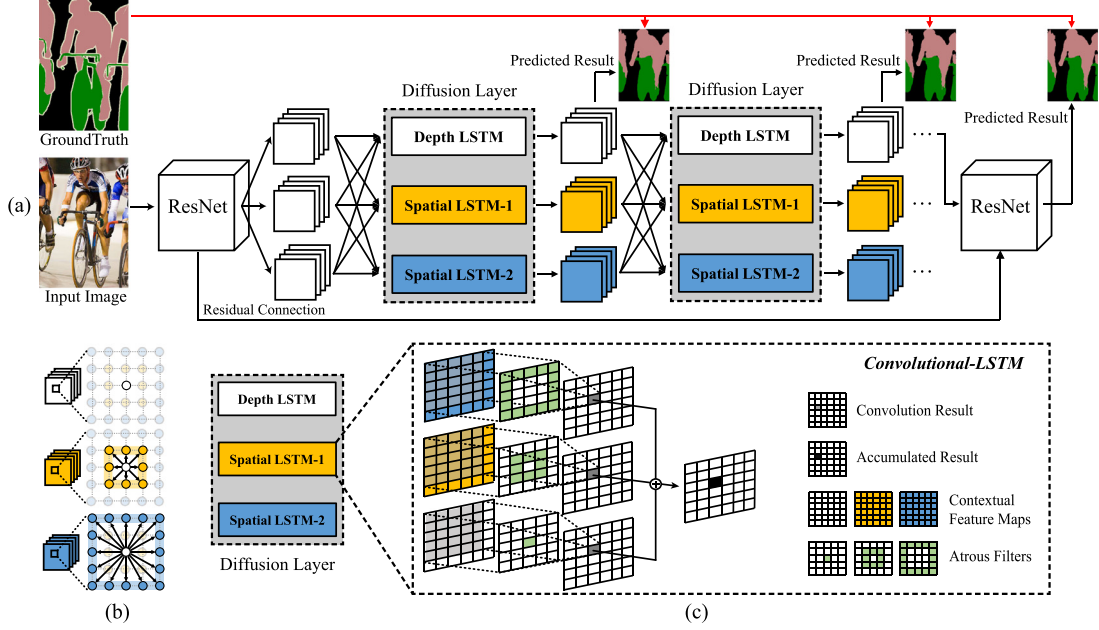 GroundTruth
(a)
ResNet
Input Image
Residual Connection
Diffusion Layer
Depth LSTM
Spatial LSTM-1
Spatial LSTM-2
Predicted Result
Diffusion Layer
Depth LSTM
Spatial LSTM-1
Spatial LSTM-2
Predicted Result
...
...
...
Predicted Result
ResNet
(b)
Depth LSTM
Spatial LSTM-1
Spatial LSTM-2
Diffusion Layer
Convolutional-LSTM
Convolution Result
Accumulated Result
Contextual
Feature Maps
Atrous Filters
(c)